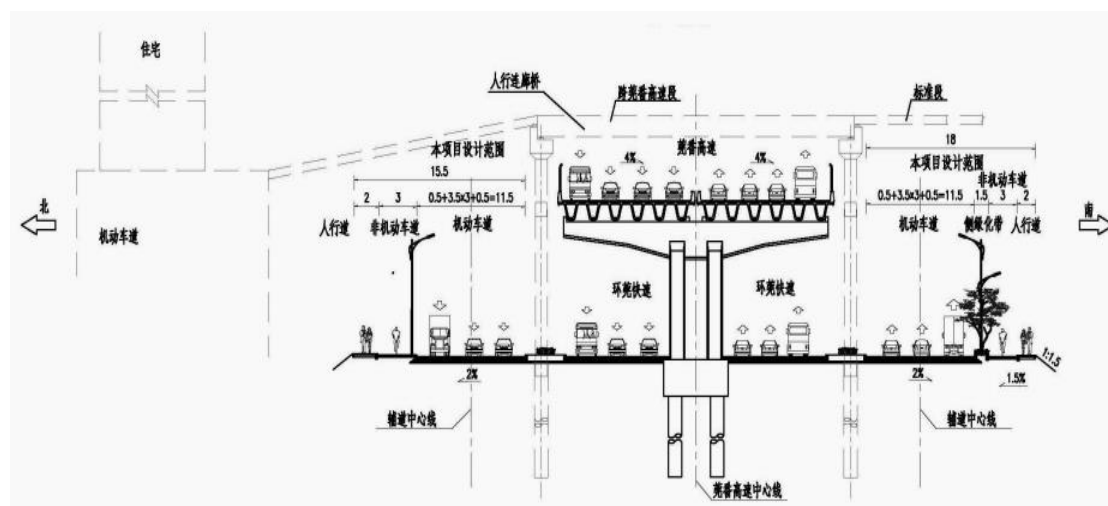 住宅
人行连廊桥
跨莞番高速段
标准段
18
本项目设计范围
莞番高速
本项目设计范围
15.5
4%
4%
非机动车道
2
3
0.5+3.5×3+0.5=11.5
0.5+3.5×3+0.5=11.5
1.5
3
2
北
人行道
非机动车道
机动车道
机动车道
侧绿化带
人行道
南
机动车道
环莞快速
环莞快速
2%
2%
1.5%
1:1.5
辅道中心线
辅道中心线
莞番高速中心线